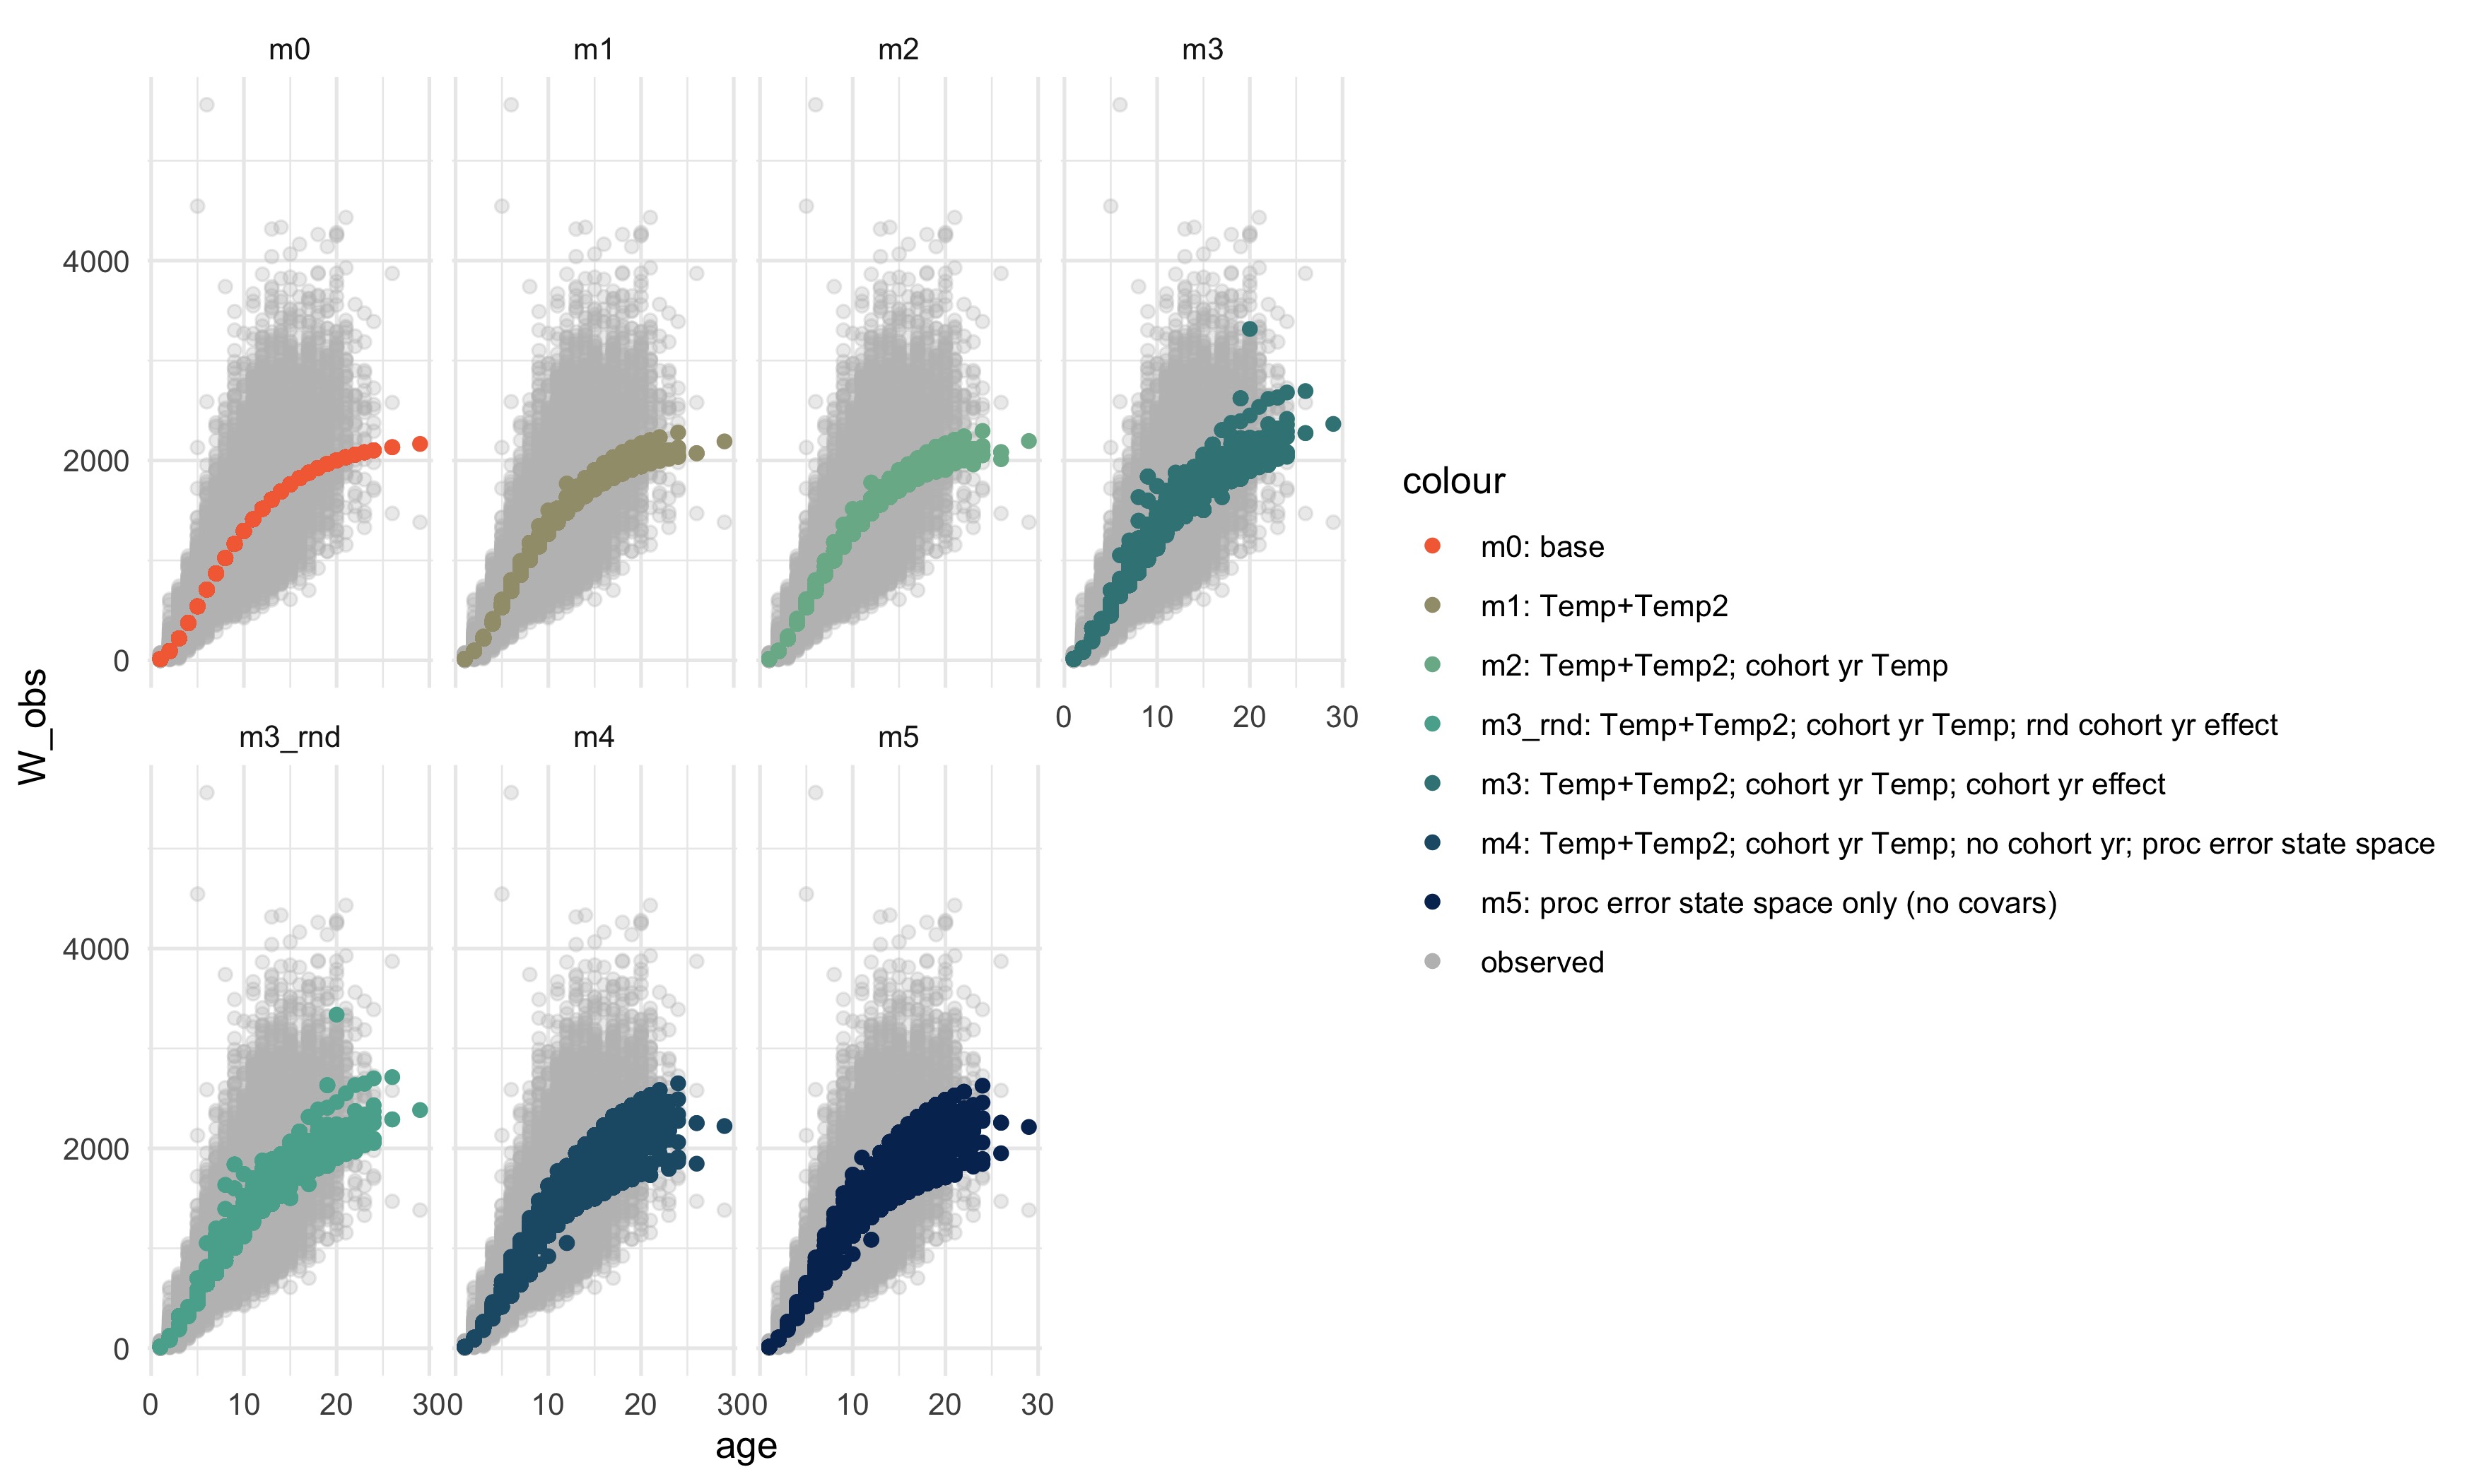 m0 m1 m2 m3
4000
2000
0
0 10 20 30
m3_rnd m4 m5
4000
2000
0
0 10 20 30 0 10 20 30 0 10 20 30
age
W_obs
colour
m0: base
m1: Temp+Temp2
m2: Temp+Temp2; cohort yr Temp
m3_rnd: Temp+Temp2; cohort yr Temp; rnd cohort yr effect
m3: Temp+Temp2; cohort yr Temp; cohort yr effect
m4: Temp+Temp2; cohort yr Temp; no cohort yr; proc error state space
m5: proc error state space only (no covars)
observed